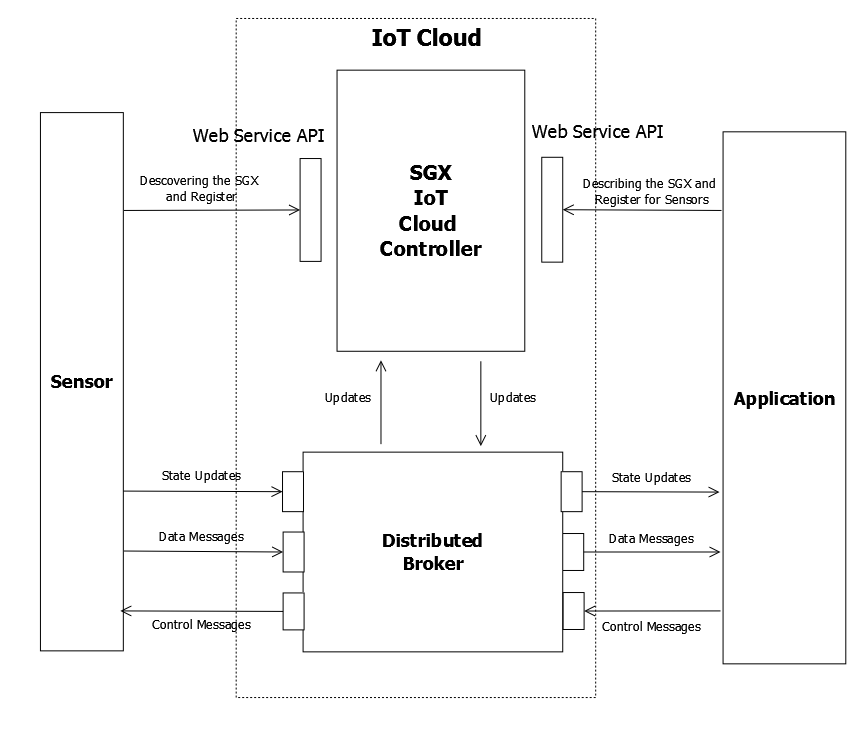 IoT Cloud
Web Service API
Web Service API
SGX
IoT
Cloud
Controller
Descovering the SGX
and Register
Describing the SGX and
Register for Sensors
Sensor
Application
Updates
Updates
State Updates
State Updates
Data Messages
Data Messages
Distributed
Broker
Control Messages
Control Messages